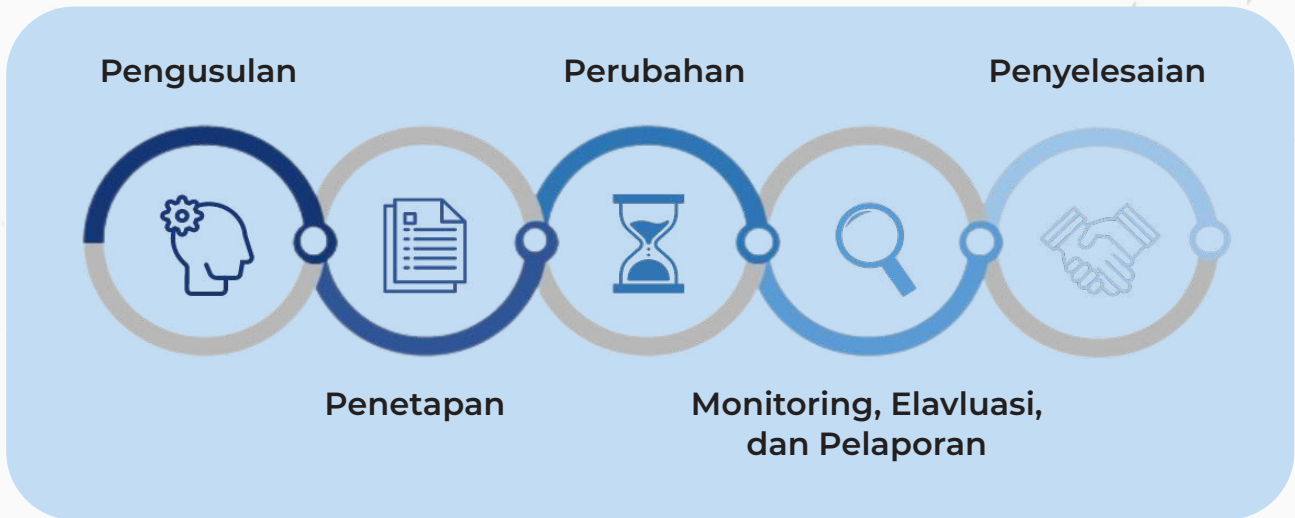 Pengusulan
Penetapan
Perubahan
Monitoring, Elavluasi,
dan Pelaporan
Penyelesaian